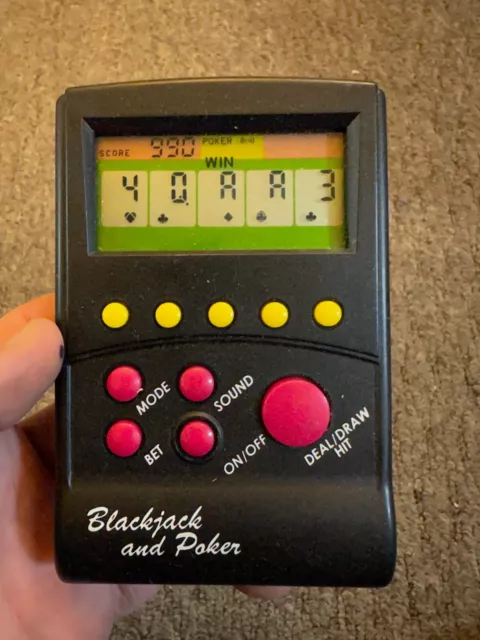 SCORE 990 POKER
WIN
4 Q A A 3
MODE SOUND
BET ON/OFF DEAL/DRAW
HIT
Blackjack
and Poker